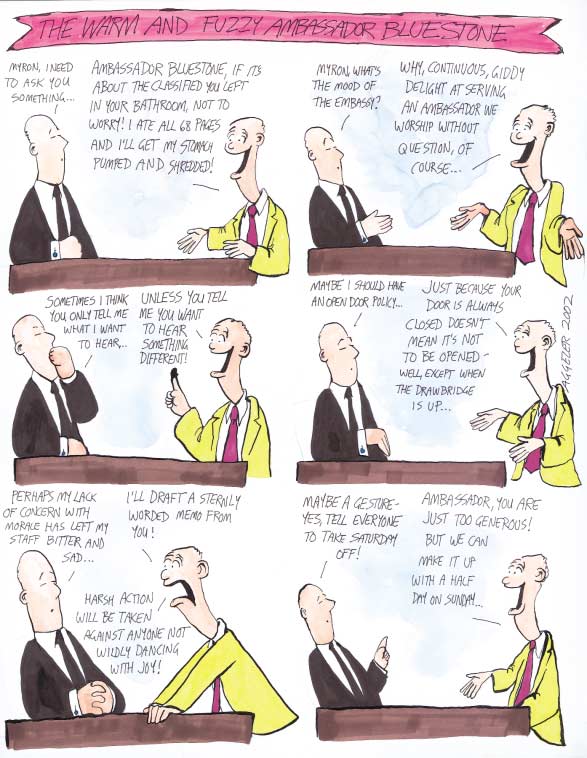 THE WARM AND FUZZY AMBASSADOR BLUESTONE
MYRON, I NEED
TO ASK YOU
SOMETHING...
AMBASSADOR BLUESTONE, IF ITS
ABOUT THE CLASSIFIED YOU LEFT
IN YOUR BATHROOM, NOT TO
WORRY! I ATE ALL 68 PAGES
AND I'LL GET MY STOMACH
PUMPED AND SHREDDED!
MYRON, WHAT'S
THE MOOD OF
THE EMBASSY?
WHY, CONTINUOUS, GIDDY
DELIGHT AT SERVING
AN AMBASSADOR WE
WORSHIP WITHOUT
QUESTION, OF
COURSE...
SOMETIMES I THINK
YOU ONLY TELL ME
WHAT I WANT
TO HEAR...
UNLESS YOU TELL
ME YOU WANT
TO HEAR
SOMETHING
DIFFERENT!
MAYBE I SHOULD HAVE
AN OPEN DOOR POLICY...
JUST BECAUSE YOUR
DOOR IS ALWAYS
CLOSED DOESN'T
MEAN IT'S NOT
TO BE OPENED-
WELL, EXCEPT WHEN
THE DRAWBRIDGE
IS UP...
AGGELER 2002
PERHAPS MY LACK
OF CONCERN WITH
MORALE HAS LEFT MY
STAFF BITTER AND
SAD...
I'LL DRAFT A STERNLY
WORDED MEMO FROM
YOU!
HARSH ACTION
WILL BE TAKEN
AGAINST ANYONE NOT
WILDLY DANCING
WITH JOY!
MAYBE A GESTURE-
YES, TELL EVERYONE
TO TAKE SATURDAY
OFF!
AMBASSADOR, YOU ARE
JUST TOO GENEROUS!
BUT WE CAN
MAKE IT UP
WITH A HALF
DAY ON SUNDAY...